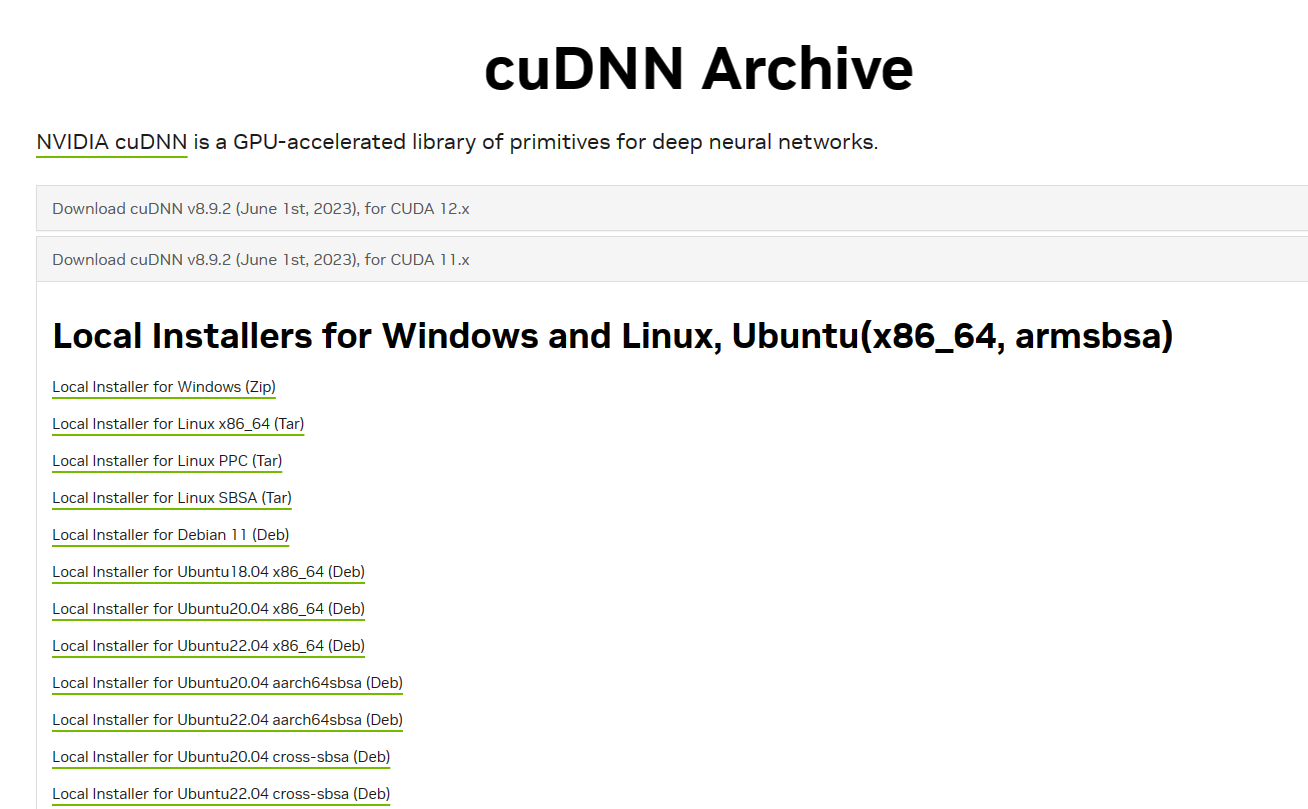 cuDNN Archive
NVIDIA cuDNN is a GPU-accelerated library of primitives for deep neural networks.
Download cuDNN v8.9.2 (June 1st, 2023), for CUDA 12.x
Download cuDNN v8.9.2 (June 1st, 2023), for CUDA 11.x
Local Installers for Windows and Linux, Ubuntu(x86_64, armsbsa)
Local Installer for Windows (Zip)
Local Installer for Linux x86_64 (Tar)
Local Installer for Linux PPC (Tar)
Local Installer for Linux SBSA (Tar)
Local Installer for Debian 11 (Deb)
Local Installer for Ubuntu18.04 x86_64 (Deb)
Local Installer for Ubuntu20.04 x86_64 (Deb)
Local Installer for Ubuntu22.04 x86_64 (Deb)
Local Installer for Ubuntu20.04 aarch64sbsa (Deb)
Local Installer for Ubuntu22.04 aarch64sbsa (Deb)
Local Installer for Ubuntu20.04 cross-sbsa (Deb)
Local Installer for Ubuntu22.04 cross-sbsa (Deb)